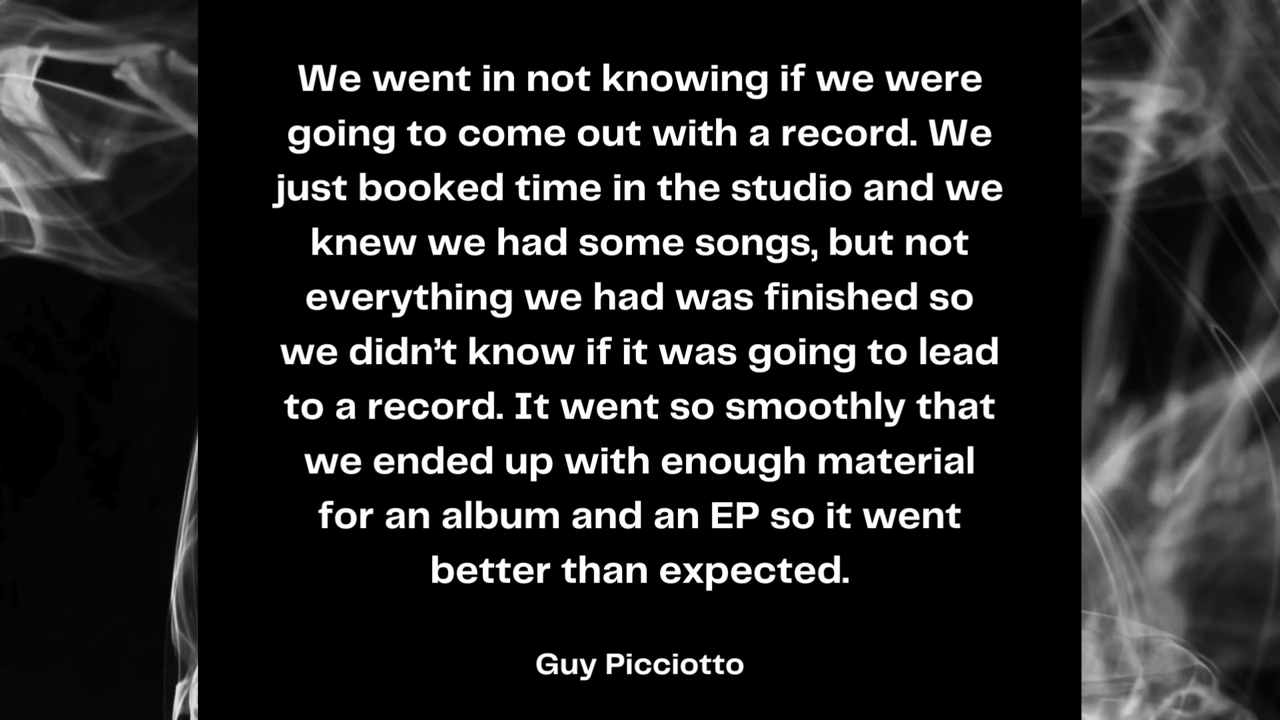 We went in not knowing if we were
going to come out with a record. We
just booked time in the studio and we
knew we had some songs, but not
everything we had was finished so
we didn’t know if it was going to lead
to a record. It went so smoothly that
we ended up with enough material
for an album and an EP so it went
better than expected.
Guy Picciotto